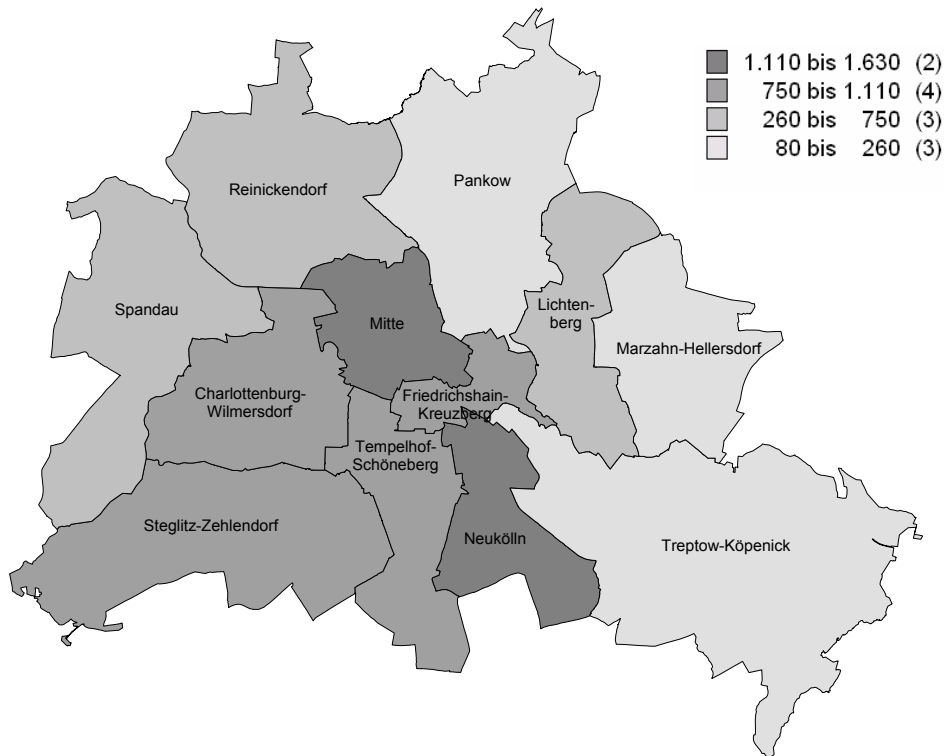 1.110 bis 1.630 (2)
750 bis 1.110 (4)
260 bis 750 (3)
80 bis 260 (3)
Pankow
Reinickendorf
Spandau
Mitte
Lichten-
berg
Marzahn-Hellersdorf
Charlottenburg-
Wilmersdorf
Friedrichshain-
Kreuzberg
Tempelhof-
Schöneberg
Steglitz-Zehlendorf
Neukölln
Treptow-Köpenick